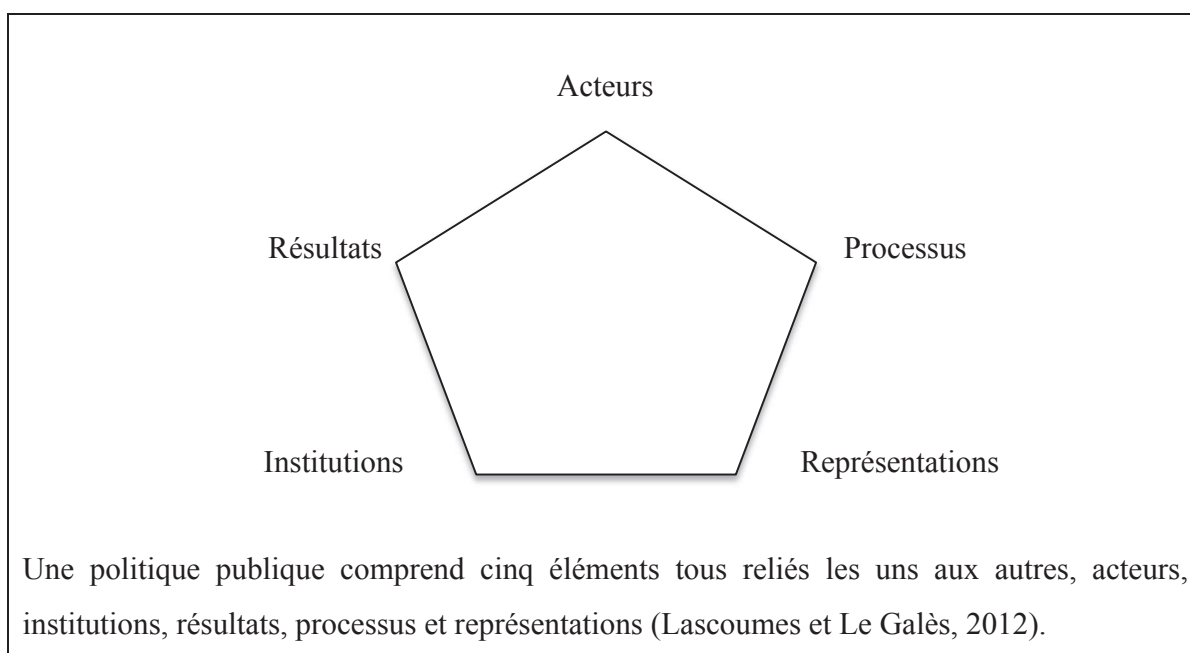 Acteurs
Résultats
Processus
Institutions
Représentations
Une politique publique comprend cinq éléments tous reliés les uns aux autres, acteurs,
institutions, résultats, processus et représentations (Lascoumes et Le Galès, 2012).